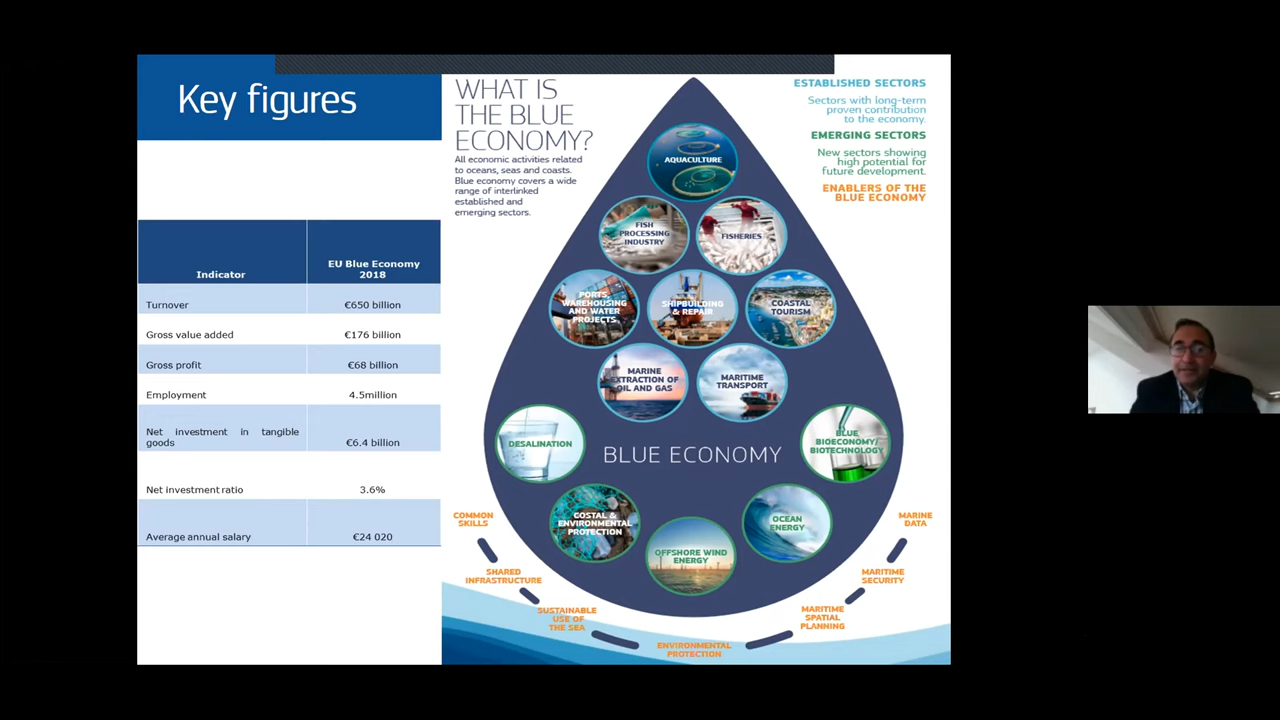 Key figures
Indicator
EU Blue Economy
2018
Turnover
€650 billion
Gross value added
€176 billion
Gross profit
€68 billion
Employment
4.5million
Net investment in tangible
goods
€6.4 billion
Net investment ratio
3.6%
Average annual salary
€24 020
WHAT IS
THE BLUE
ECONOMY?
All economic activities related
to oceans, seas and coasts.
Blue economy covers a wide
range of interlinked
established and
emerging sectors.
ESTABLISHED SECTORS
Sectors with long-term
proven contribution
to the economy.
EMERGING SECTORS
New sectors showing
high potential for
future development.
ENABLERS OF THE
BLUE ECONOMY
AQUACULTURE
FISH
PROCESSING
INDUSTRY
FISHERIES
PORTS,
WAREHOUSING
AND WATER
PROJECTS
SHIPBUILDING
& REPAIR
COASTAL
TOURISM
MARINE
EXTRACTION OF
OIL AND GAS
MARITIME
TRANSPORT
DESALINATION
BLUE ECONOMY
BLUE
BIOECONOMY/
BIOTECHNOLOGY
COSTAL &
ENVIRONMENTAL
PROTECTION
OFFSHORE WIND
ENERGY
OCEAN
ENERGY
COMMON
SKILLS
SHARED
INFRASTRUCTURE
SUSTAINABLE
USE OF
THE SEA
ENVIRONMENTAL
PROTECTION
MARITIME
SPATIAL
PLANNING
MARITIME
SECURITY
MARINE
DATA